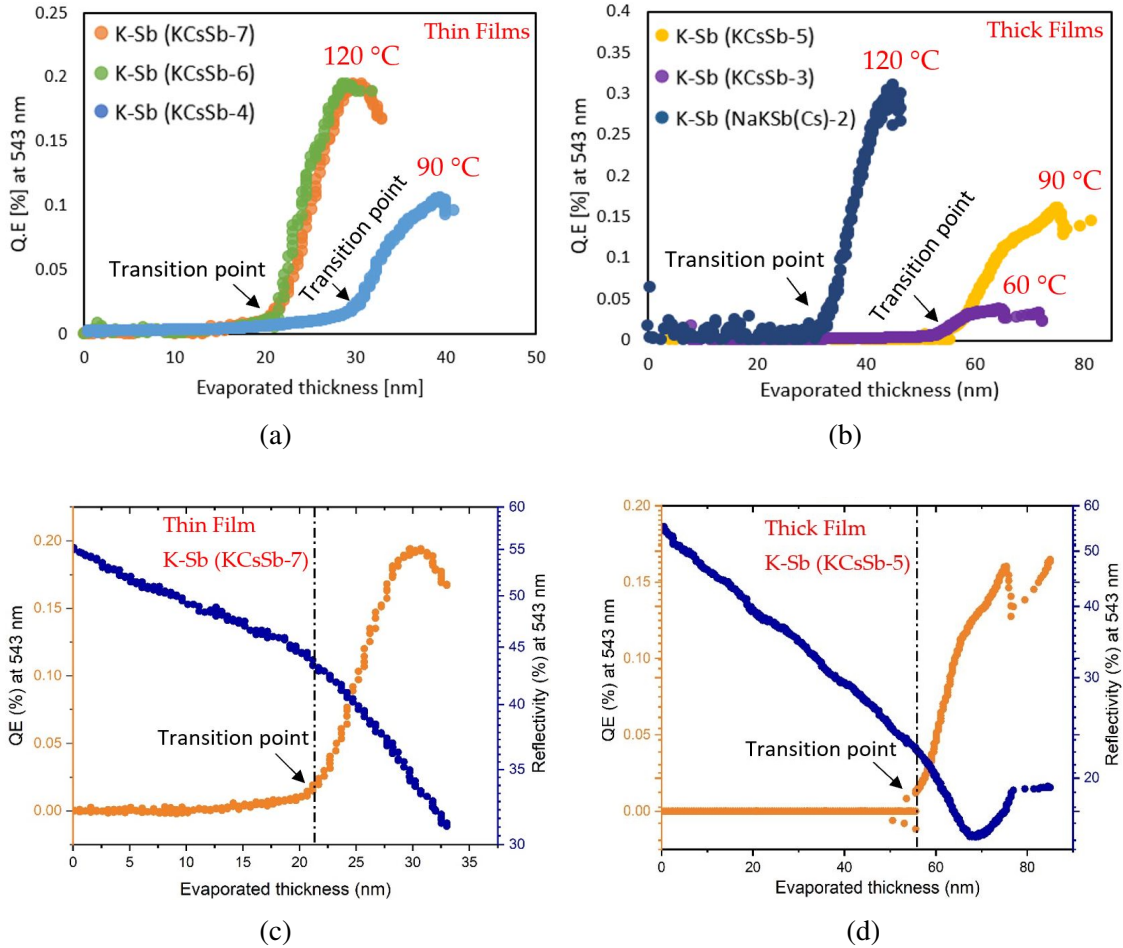 0.25
0.2
0.15
0.1
0.05
0
Q.E [%] at 543 nm
K-Sb (KCsSb-7)
K-Sb (KCsSb-6)
K-Sb (KCsSb-4)
120 °C
Thin Films
90 °C
Transition point
Transition point
0 10 20 30 40 50
Evaporated thickness [nm]
(a)
0.4
0.35
0.3
0.25
0.2
0.15
0.1
0.05
0
Q.E [%] at 543 nm
K-Sb (KCsSb-5)
K-Sb (KCsSb-3)
K-Sb (NaKSb(Cs)-2)
120 °C
Thick Films
90 °C
60 °C
Transition point
Transition point
0 20 40 60 80
Evaporated thickness (nm)
(b)
0.20
0.15
0.10
0.05
0.00
QE (%) at 543 nm
Thin Film
K-Sb (KCsSb-7)
Transition point
60
55
50
45
40
35
30
Reflectivity (%) at 543 nm
0 5 10 15 20 25 30 35
Evaporated thickness (nm)
(c)
0.20
0.15
0.10
0.05
0.00
QE (%) at 543 nm
Thick Film
K-Sb (KCsSb-5)
Transition point
60
50
40
30
20
Reflectivity (%) at 543 nm
0 20 40 60 80
Evaporated thickness (nm)
(d)